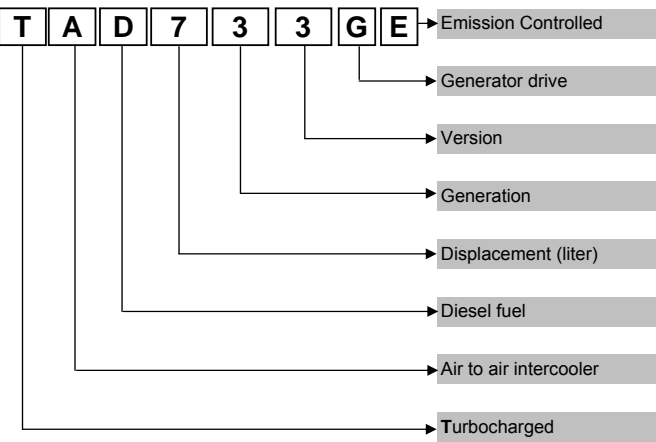 T A D 7 3 3 G E
Emission Controlled
Generator drive
Version
Generation
Displacement (liter)
Diesel fuel
Air to air intercooler
Turbocharged